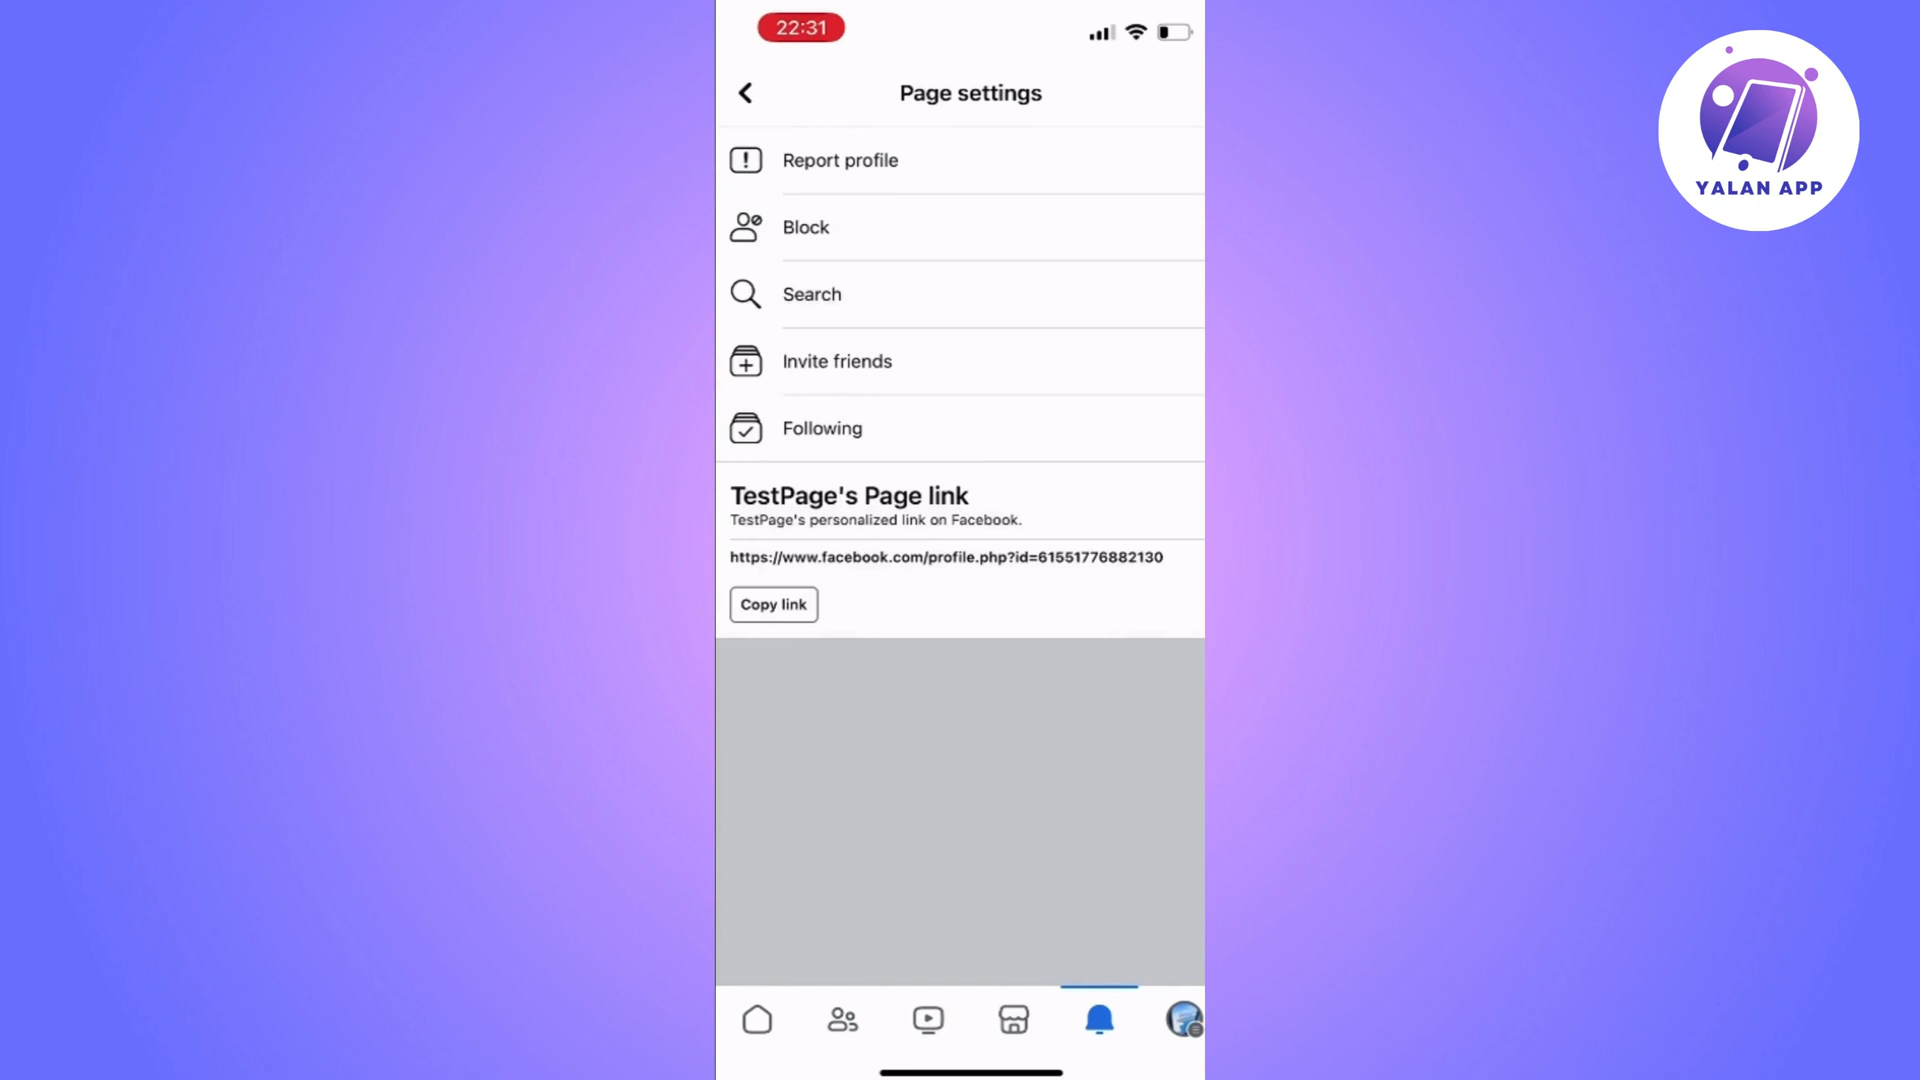 22:31
YALAN APP
Page settings
Report profile
Block
Search
Invite friends
Following
TestPage's Page link
TestPage's personalized link on Facebook.
https://www.facebook.com/profile.php?id=61551776882130
Copy link